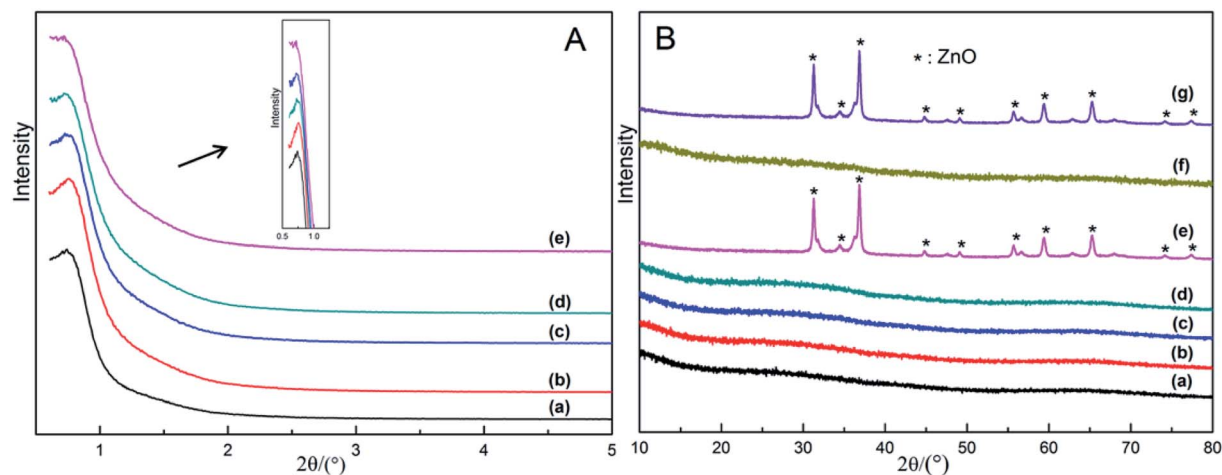 A
Intensity
Intensity
0.5 1.0
(e)
(d)
(c)
(b)
(a)
1 2 3 4 5
2θ/(°)
B
* : ZnO
Intensity
* * * * * * * * * *
(g)
(f)
* * * * * * * * * *
(e)
(d)
(c)
(b)
(a)
10 20 30 40 50 60 70 80
2θ/(°)